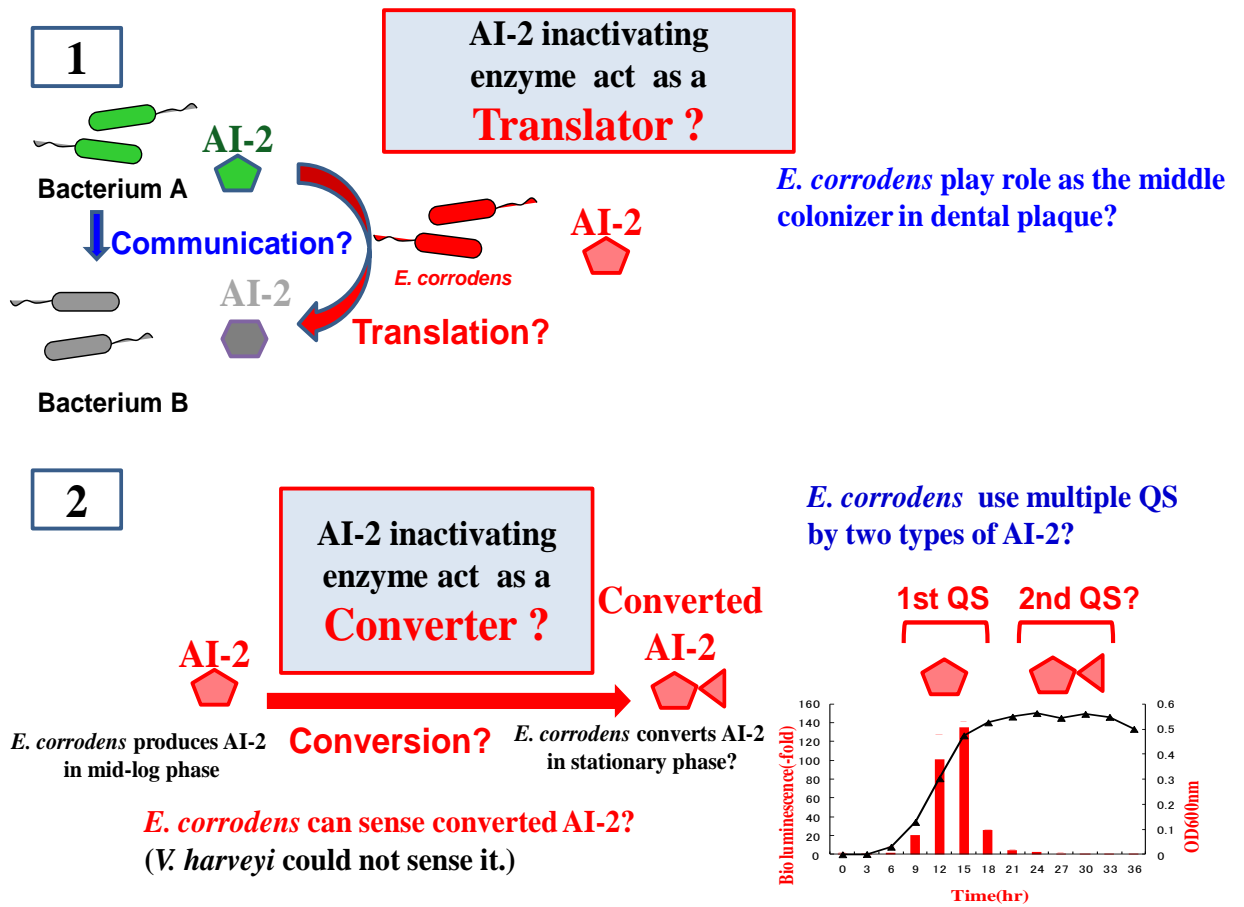 1
AI-2 inactivating
enzyme act as a
Translator ?
AI-2
Bacterium A
Communication?
E. corrodens play role as the middle
colonizer in dental plaque?
AI-2
E. corrodens
AI-2
Translation?
Bacterium B
2
AI-2 inactivating
enzyme act as a
Converter ?
E. corrodens use multiple QS
by two types of AI-2?
AI-2
Converted
AI-2
1st QS
2nd QS?
E. corrodens produces AI-2
in mid-log phase
Conversion?
E. corrodens converts AI-2
in stationary phase?
E. corrodens can sense converted AI-2?
(V. harveyi could not sense it.)
Bio luminescence(-fold)
160
140
120
100
80
60
40
20
0
0.6
0.5
0.4
0.3
0.2
0.1
0
OD600nm
0 3 6 9 12 15 18 21 24 27 30 33 36
Time(hr)